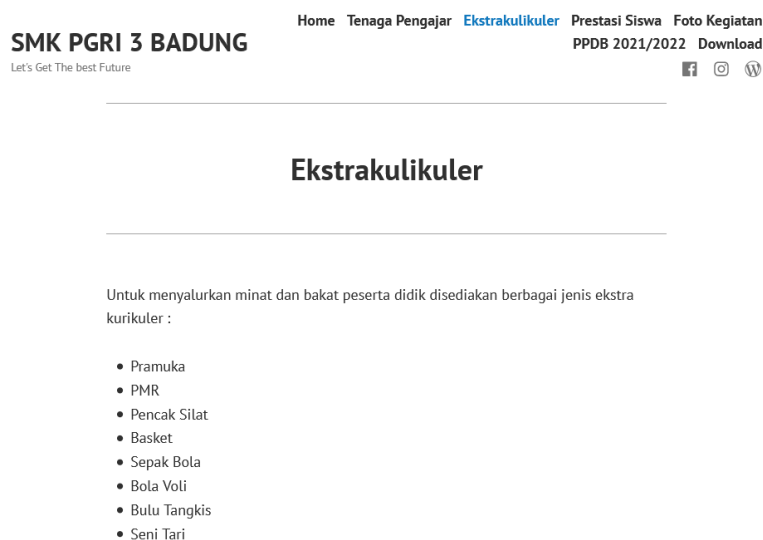 SMK PGRI 3 BADUNG
Let's Get The best Future
Home Tenaga Pengajar Ekstrakulikuler Prestasi Siswa Foto Kegiatan
PPDB 2021/2022 Download
Ekstrakulikuler
Untuk menyalurkan minat dan bakat peserta didik disediakan berbagai jenis ekstra
kurikuler :
Pramuka
PMR
Pencak Silat
Basket
Sepak Bola
Bola Voli
Bulu Tangkis
Seni Tari